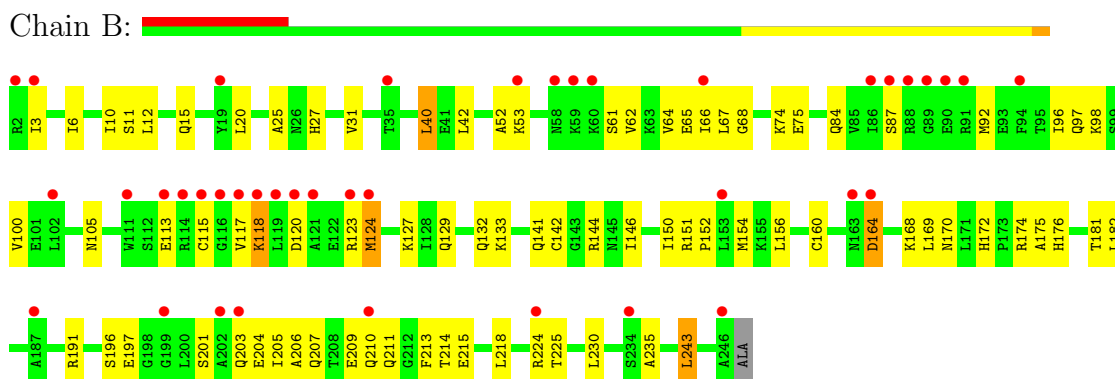 Chain B:
R2 I3 I6 I10 S11 L12 Q15 Y19 L20 A25 N26 H27 V31 T35 L40 E41 L42 A52 K53 N58 K59 K60 S61 V62 K63 V64 E65 I66 L67 G68 K74 E75 Q84 V85 I86 S87 R88 G89 E90 R91 M92 E93 F94 T95 I96 Q97 K98 S99
V100 E101 L102 N105 W111 S112 E113 R114 C115 G116 V117 K118 L119 D120 A121 E122 R123 M124 K127 I128 Q129 Q132 K133 Q141 C142 G143 R144 N145 I146 I150 R151 P152 L153 M154 K155 L156 C160 N163 D164 K168 L169 N170 L171 H172 P173 R174 A175 H176 T181 L182
A187 R191 S196 E197 G198 G199 L200 S201 A202 Q203 E204 I205 A206 Q207 T208 E209 Q210 Q211 G212 F213 T214 E215 L218 R224 T225 L230 S234 A235 L243 A246 ALA